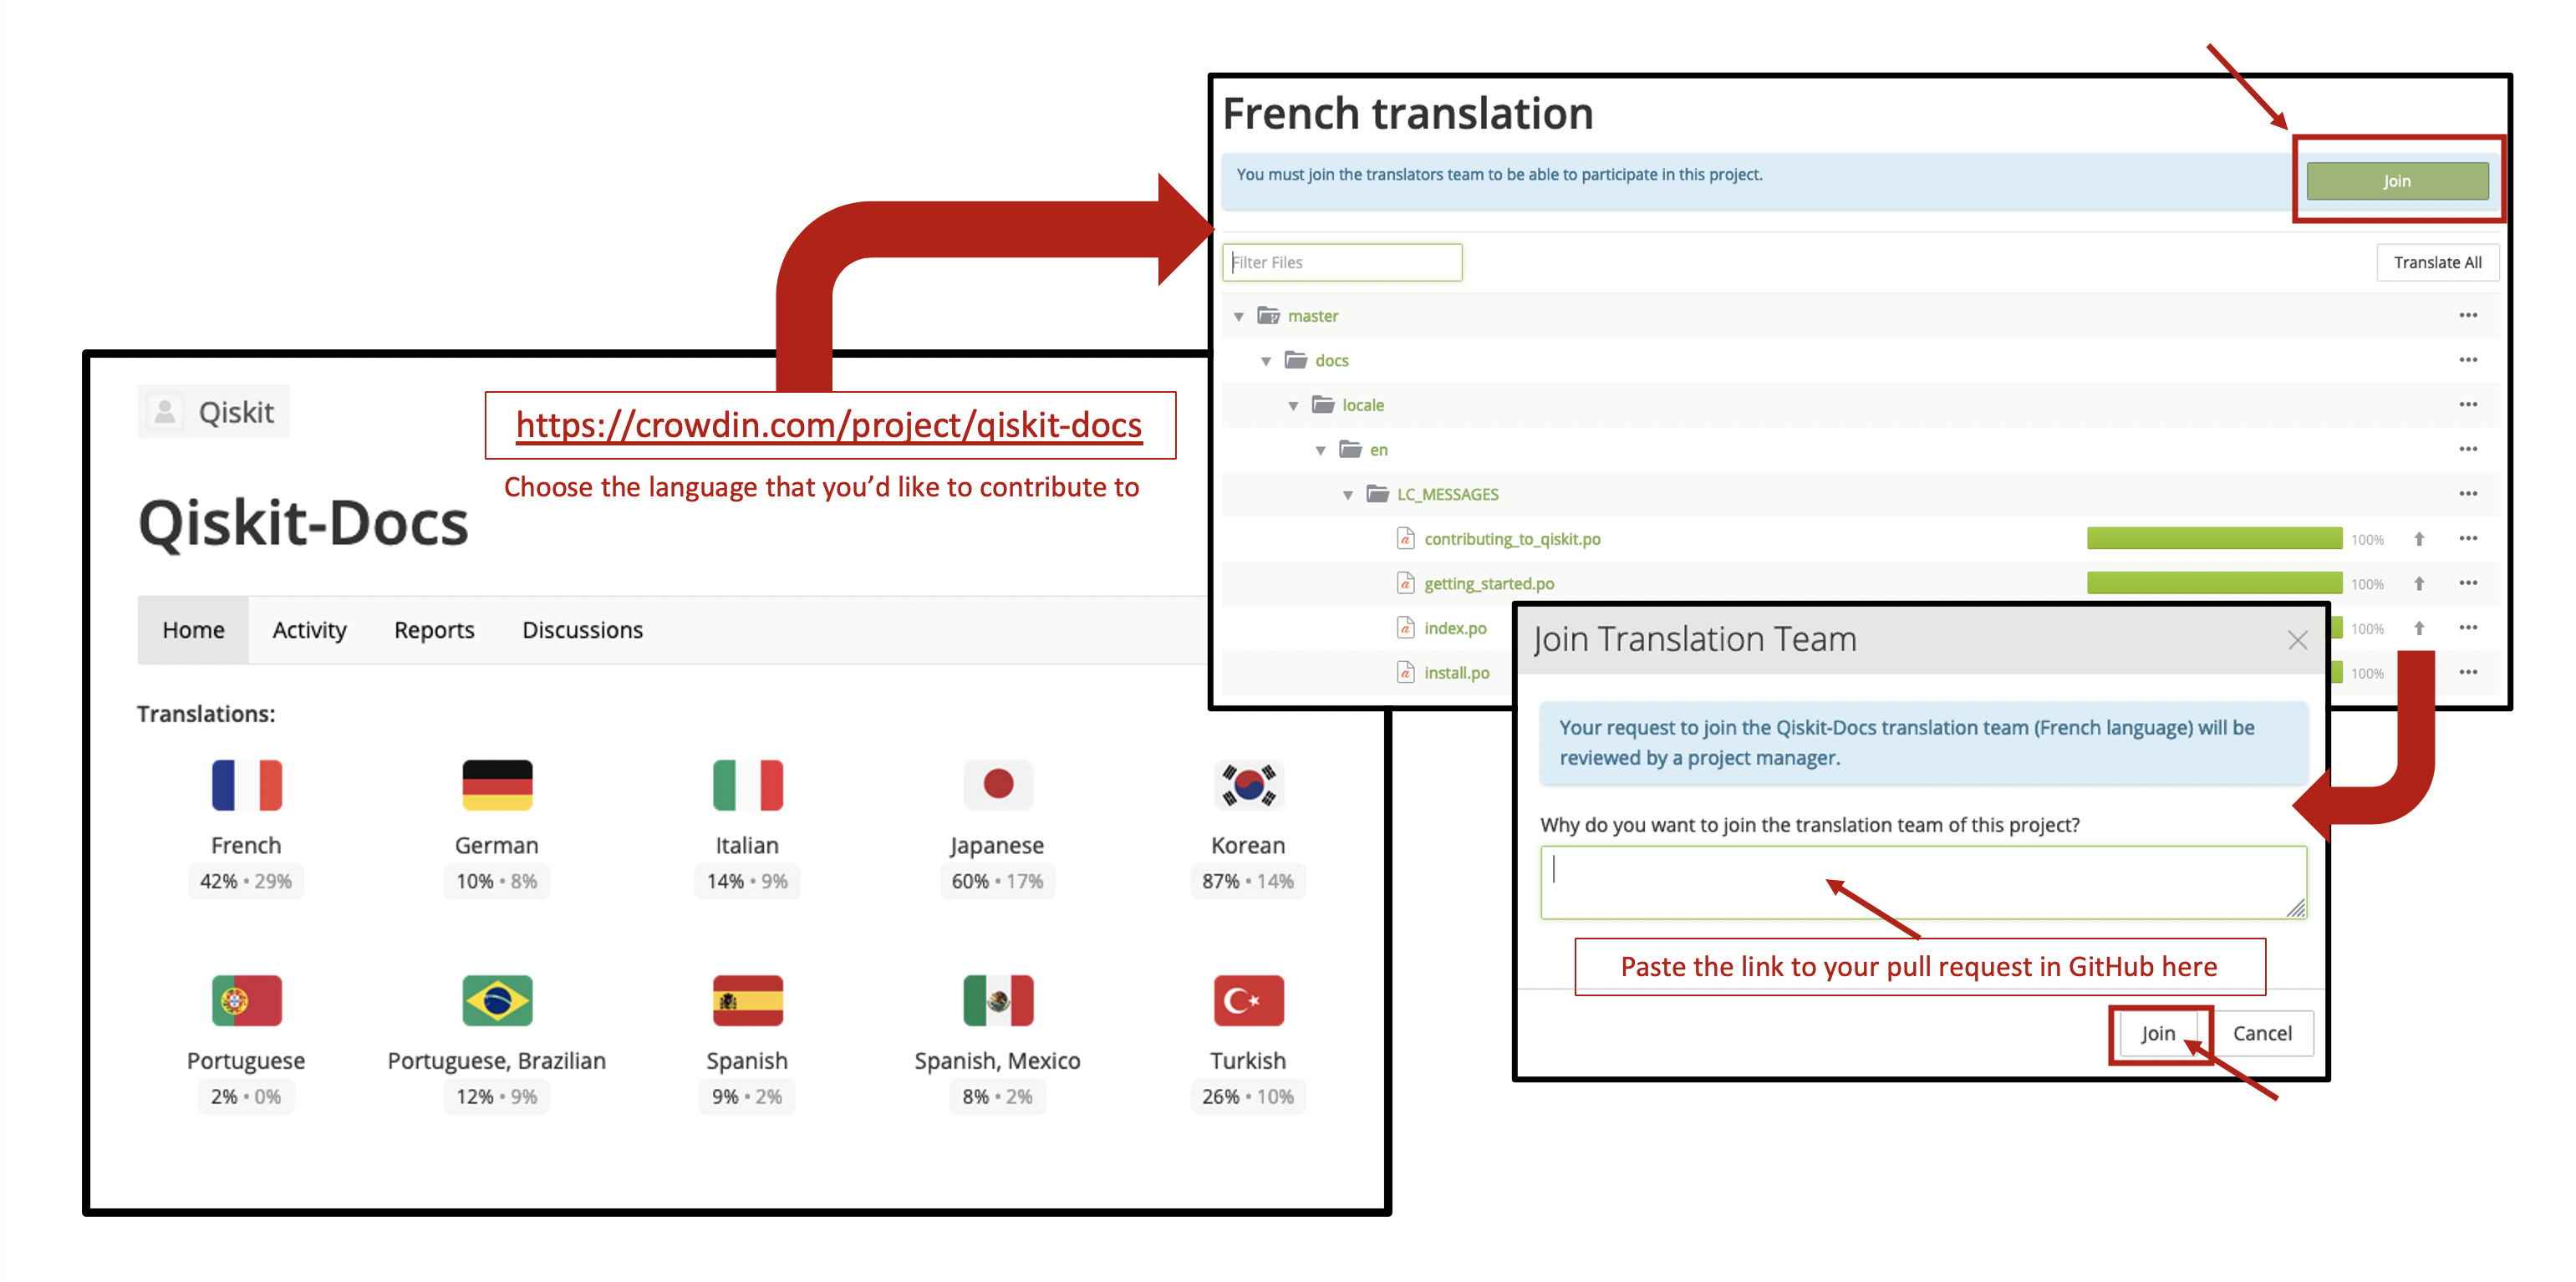 Qiskit
https://crowdin.com/project/qiskit-docs
Choose the language that you’d like to contribute to
Qiskit-Docs
Home Activity Reports Discussions
Translations:
French German Italian Japanese Korean
42% • 29% 10% • 8% 14% • 9% 60% • 17% 87% • 14%
Portuguese Portuguese, Brazilian Spanish Spanish, Mexico Turkish
2% • 0% 12% • 9% 9% • 2% 8% • 2% 26% • 10%
French translation
You must join the translators team to be able to participate in this project.
Join
Filter Files
Translate All
master
docs
locale
en
LC_MESSAGES
contributing_to_qiskit.po 100%
getting_started.po 100%
index.po 100%
install.po 100%
Join Translation Team
Your request to join the Qiskit-Docs translation team (French language) will be
reviewed by a project manager.
Why do you want to join the translation team of this project?
Paste the link to your pull request in GitHub here
Join Cancel